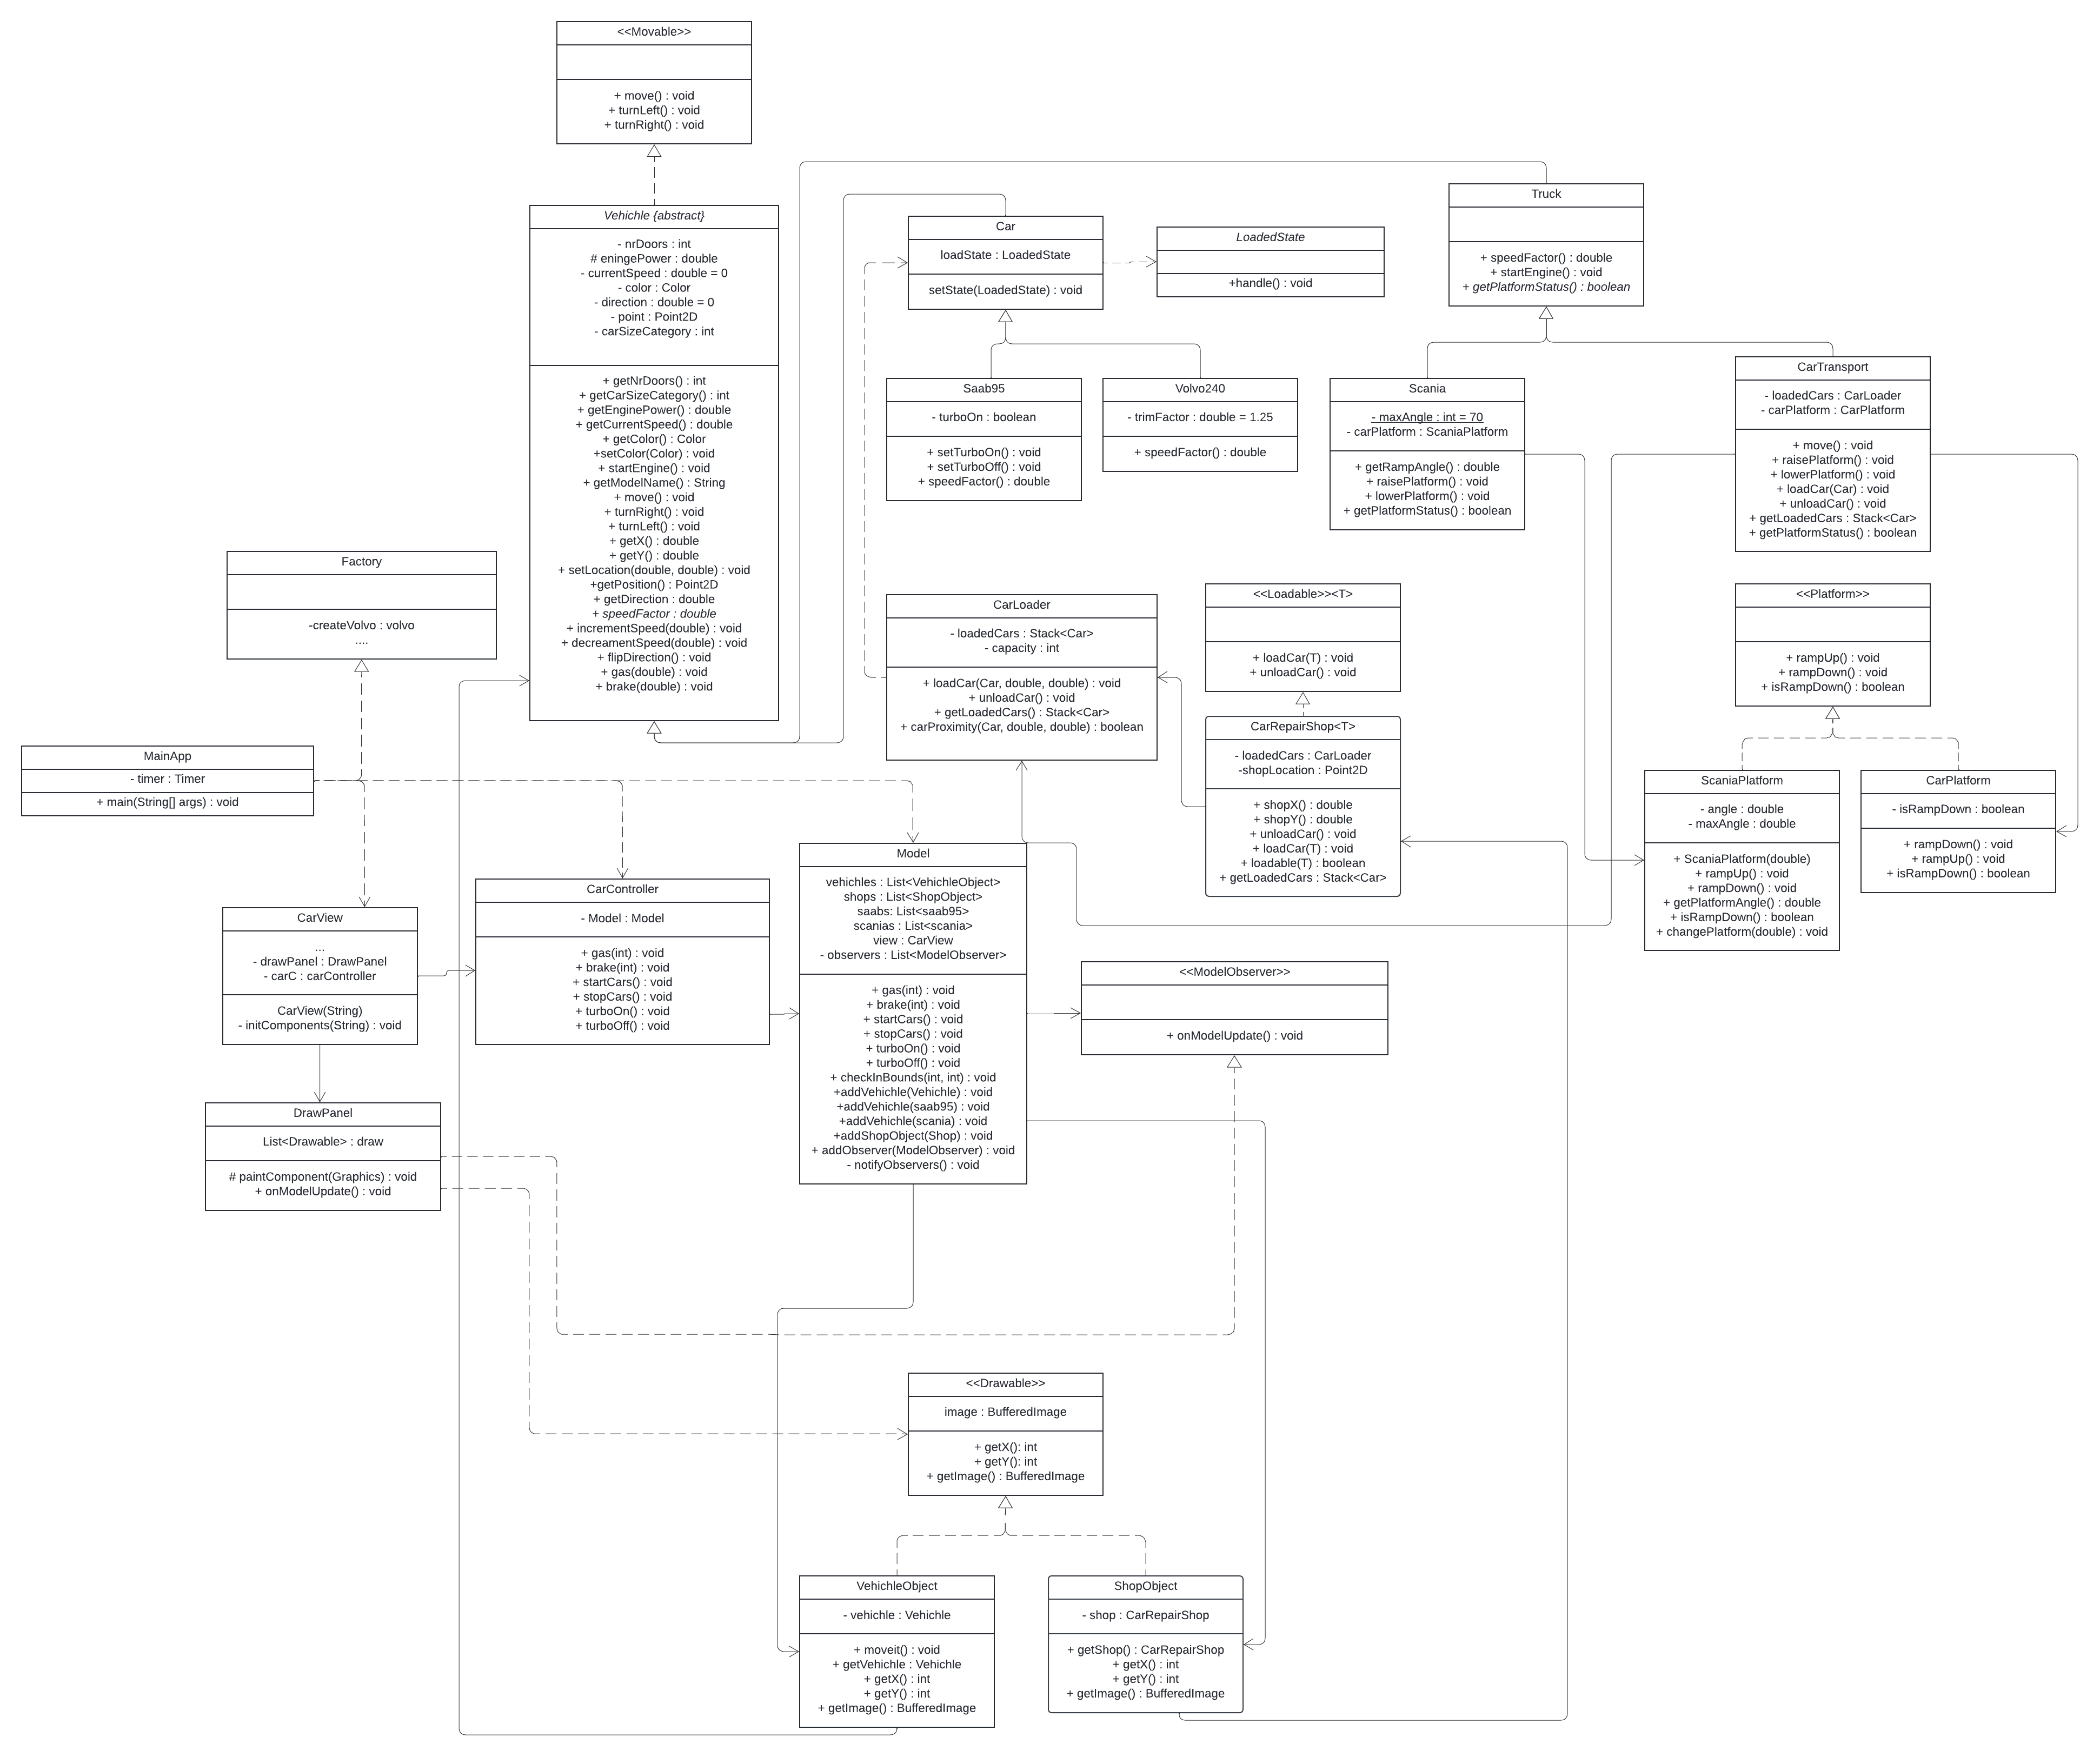 <<Movable>>
+ move() : void
+ turnLeft() : void
+ turnRight() : void
Vehichle {abstract}
- nrDoors : int
# eningePower : double
- currentSpeed : double = 0
- color : Color
- direction : double = 0
- point : Point2D
- carSizeCategory : int
+ getNrDoors() : int
+ getCarSizeCategory() : int
+ getEnginePower() : double
+ getCurrentSpeed() : double
+ getColor() : Color
+setColor(Color) : void
+ startEngine() : void
+ getModelName() : String
+ move() : void
+ turnRight() : void
+ turnLeft() : void
+ getX() : double
+ getY() : double
+ setLocation(double, double) : void
+getPosition() : Point2D
+ getDirection : double
+ speedFactor : double
+ incrementSpeed(double) : void
+ decreamentSpeed(double) : void
+ flipDirection() : void
+ gas(double) : void
+ brake(double) : void
Car
loadState : LoadedState
setState(LoadedState) : void
LoadedState
+handle() : void
Truck
+ speedFactor() : double
+ startEngine() : void
+ getPlatformStatus() : boolean
Saab95
- turboOn : boolean
+ setTurboOn() : void
+ setTurboOff() : void
+ speedFactor() : double
Volvo240
- trimFactor : double = 1.25
+ speedFactor() : double
Scania
- maxAngle : int = 70
- carPlatform : ScaniaPlatform
+ getRampAngle() : double
+ raisePlatform() : void
+ lowerPlatform() : void
+ getPlatformStatus() : boolean
CarTransport
- loadedCars : CarLoader
- carPlatform : CarPlatform
+ move() : void
+ raisePlatform() : void
+ lowerPlatform() : void
+ loadCar(Car) : void
+ unloadCar() : void
+ getLoadedCars : Stack<Car>
+ getPlatformStatus() : boolean
Factory
-createVolvo : volvo
....
CarLoader
- loadedCars : Stack<Car>
- capacity : int
+ loadCar(Car, double, double) : void
+ unloadCar() : void
+ getLoadedCars() : Stack<Car>
+ carProximity(Car, double, double) : boolean
<<Loadable>><T>
+ loadCar(T) : void
+ unloadCar() : void
<<Platform>>
+ rampUp() : void
+ rampDown() : void
+ isRampDown() : boolean
CarRepairShop<T>
- loadedCars : CarLoader
-shopLocation : Point2D
+ shopX() : double
+ shopY() : double
+ unloadCar() : void
+ loadCar(T) : void
+ loadable(T) : boolean
+ getLoadedCars : Stack<Car>
MainApp
- timer : Timer
+ main(String[] args) : void
ScaniaPlatform
- angle : double
- maxAngle : double
+ ScaniaPlatform(double)
+ rampUp() : void
+ rampDown() : void
+ getPlatformAngle() : double
+ isRampDown() : boolean
+ changePlatform(double) : void
CarPlatform
- isRampDown : boolean
+ rampDown() : void
+ rampUp() : void
+ isRampDown() : boolean
Model
vehichles : List<VehichleObject>
shops : List<ShopObject>
saabs: List<saab95>
scanias : List<scania>
view : CarView
- observers : List<ModelObserver>
+ gas(int) : void
+ brake(int) : void
+ startCars() : void
+ stopCars() : void
+ turboOn() : void
+ turboOff() : void
+ checkInBounds(int, int) : void
+addVehichle(Vehichle) : void
+addVehichle(saab95) : void
+addVehichle(scania) : void
+addShopObject(Shop) : void
+ addObserver(ModelObserver) : void
- notifyObservers() : void
CarController
- Model : Model
+ gas(int) : void
+ brake(int) : void
+ startCars() : void
+ stopCars() : void
+ turboOn() : void
+ turboOff() : void
CarView
...
- drawPanel : DrawPanel
- carC : carController
CarView(String)
- initComponents(String) : void
<<ModelObserver>>
+ onModelUpdate() : void
DrawPanel
List<Drawable> : draw
# paintComponent(Graphics) : void
+ onModelUpdate() : void
<<Drawable>>
image : BufferedImage
+ getX(): int
+ getY(): int
+ getImage() : BufferedImage
VehichleObject
- vehichle : Vehichle
+ moveit() : void
+ getVehichle : Vehichle
+ getX() : int
+ getY() : int
+ getImage() : BufferedImage
ShopObject
- shop : CarRepairShop
+ getShop() : CarRepairShop
+ getX() : int
+ getY() : int
+ getImage() : BufferedImage